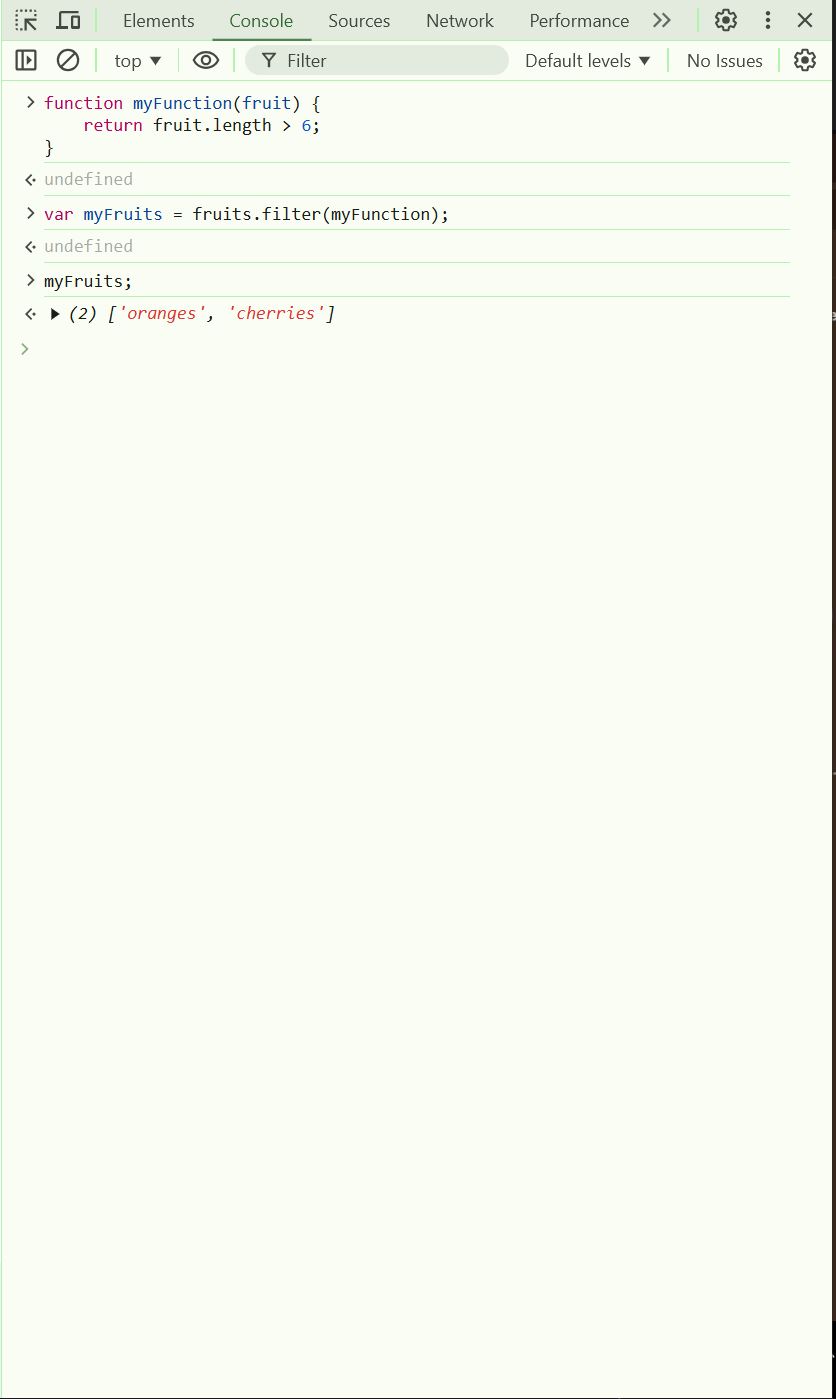 Elements Console Sources Network Performance
top Filter Default levels No Issues
function myFunction(fruit) {
    return fruit.length > 6;
}
undefined
var myFruits = fruits.filter(myFunction);
undefined
myFruits;
(2) ['oranges', 'cherries']